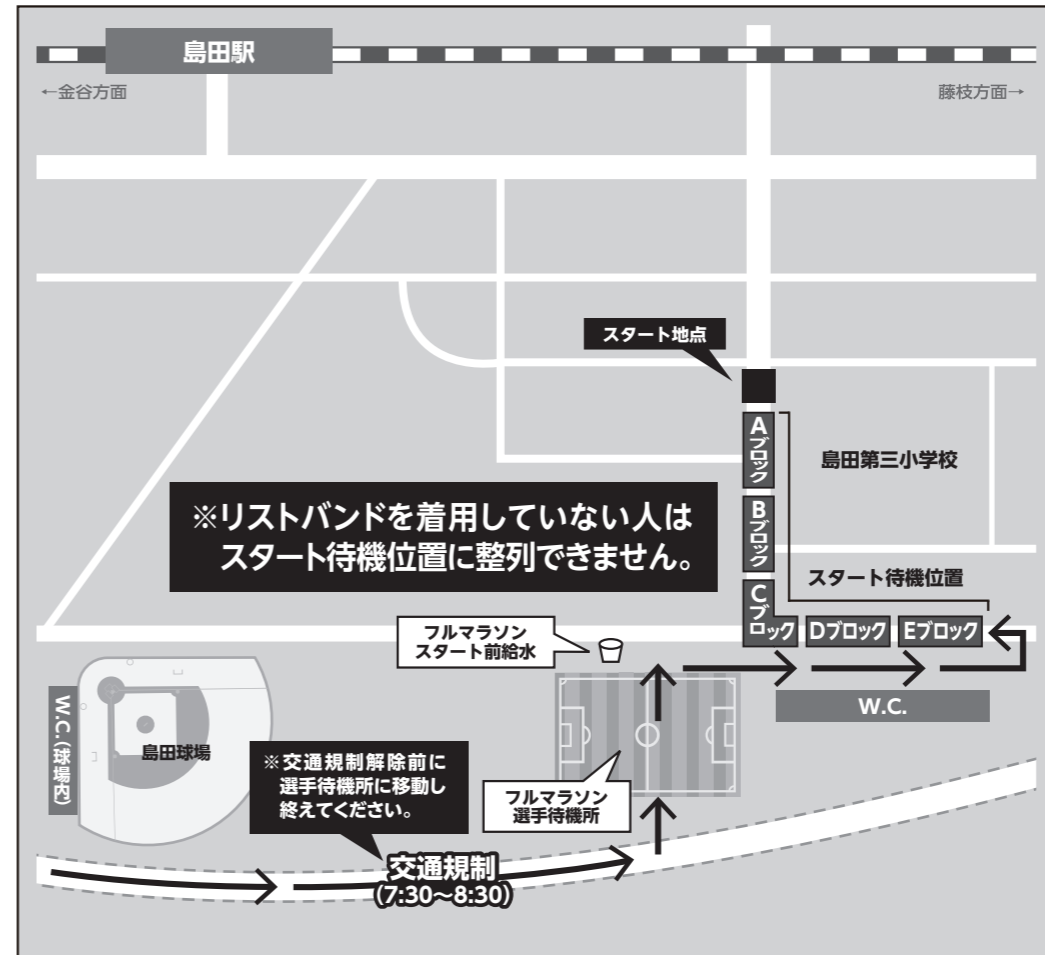 島田駅
←金谷方面
藤枝方面→
スタート地点
Aブロック
島田第三小学校
※リストバンドを着用していない人は
スタート待機位置に整列できません。
Bブロック
スタート待機位置
Cブロック
Dブロック
Eブロック
フルマラソン
スタート前給水
W.C.
W.C.(球場内)
島田球場
※交通規制解除前に
選手待機所に移動し
終えてください。
フルマラソン
選手待機所
交通規制
(7:30〜8:30)